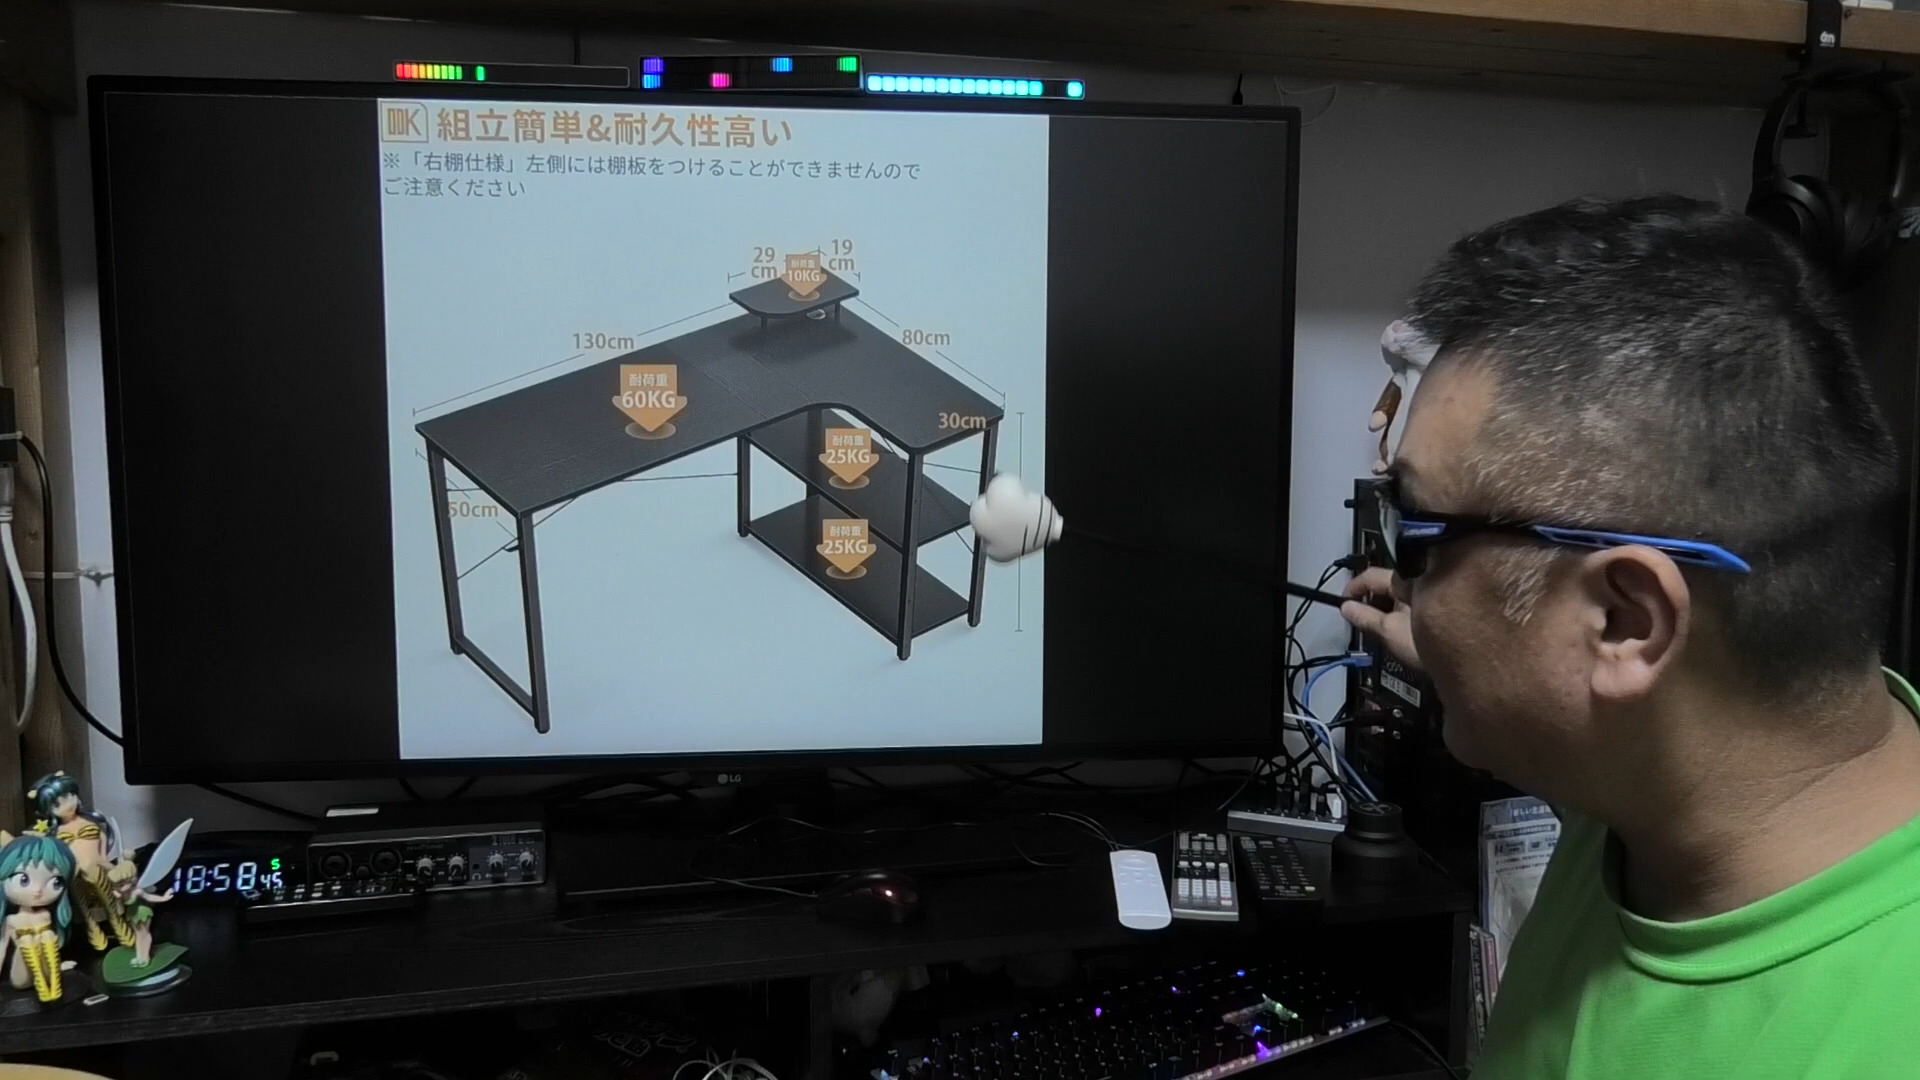 組立簡単&耐久性高い
※「右棚仕様」左側には棚板をつけることができませんので
ご注意ください
29
cm
19
cm
耐荷重
10KG
130cm
80cm
耐荷重
60KG
30cm
耐荷重
25KG
50cm
耐荷重
25KG
LG
18:58 45
S